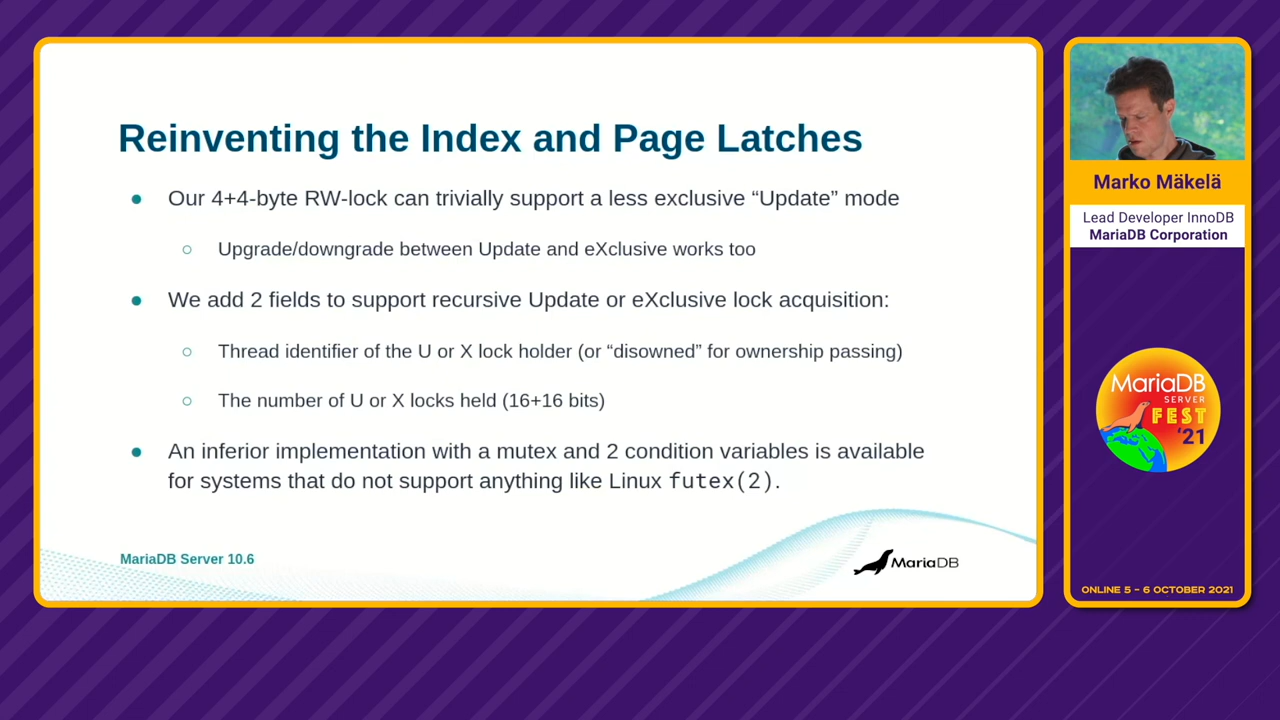 Reinventing the Index and Page Latches
● Our 4+4-byte RW-lock can trivially support a less exclusive “Update” mode
○ Upgrade/downgrade between Update and eXclusive works too
● We add 2 fields to support recursive Update or eXclusive lock acquisition:
○ Thread identifier of the U or X lock holder (or “disowned” for ownership passing)
○ The number of U or X locks held (16+16 bits)
● An inferior implementation with a mutex and 2 condition variables is available
for systems that do not support anything like Linux futex(2).
MariaDB Server 10.6
MariaDB
Marko Mäkelä
Lead Developer InnoDB
MariaDB Corporation
MariaDB
SERVER
FEST
'21
ONLINE 5 - 6 OCTOBER 2021